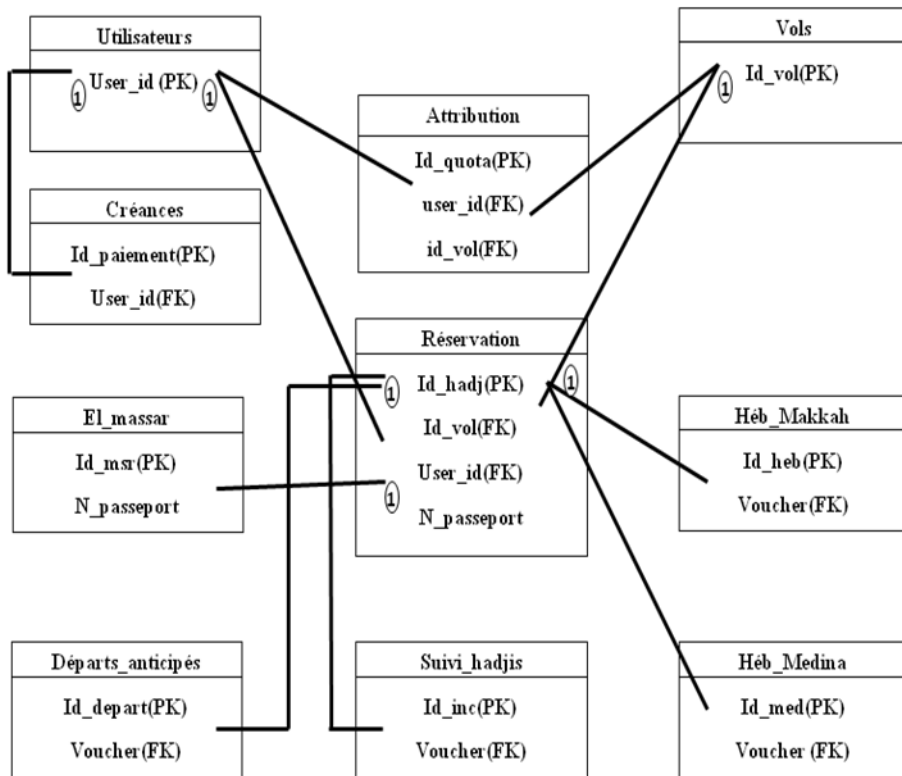 Utilisateurs
User_id (PK)
1
1
Créances
Id_paiement(PK)
User_id(FK)
Attribution
Id_quota(PK)
user_id(FK)
id_vol(FK)
Vols
Id_vol(PK)
1
Réservation
Id_hadj(PK)
1
1
Id_vol(FK)
User_id(FK)
1
N_passeport
El_massar
Id_msr(PK)
N_passeport
Héb_Makkah
Id_heb(PK)
Voucher(FK)
Départs_anticipés
Id_depart(PK)
Voucher(FK)
Suivi_hadjis
Id_inc(PK)
Voucher(FK)
Héb_Medina
Id_med(PK)
Voucher (FK)